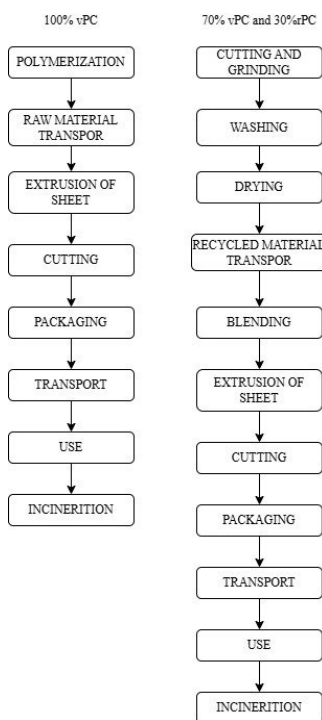 100% vPC
POLYMERIZATION
RAW MATERIAL
TRANSPOR
EXTRUSION OF
SHEET
CUTTING
PACKAGING
TRANSPORT
USE
INCINERITION
70% vPC and 30%rPC
CUTTING AND
GRINDING
WASHING
DRYING
RECYCLED MATERIAL
TRANSPOR
BLENDING
EXTRUSION OF
SHEET
CUTTING
PACKAGING
TRANSPORT
USE
INCINERITION